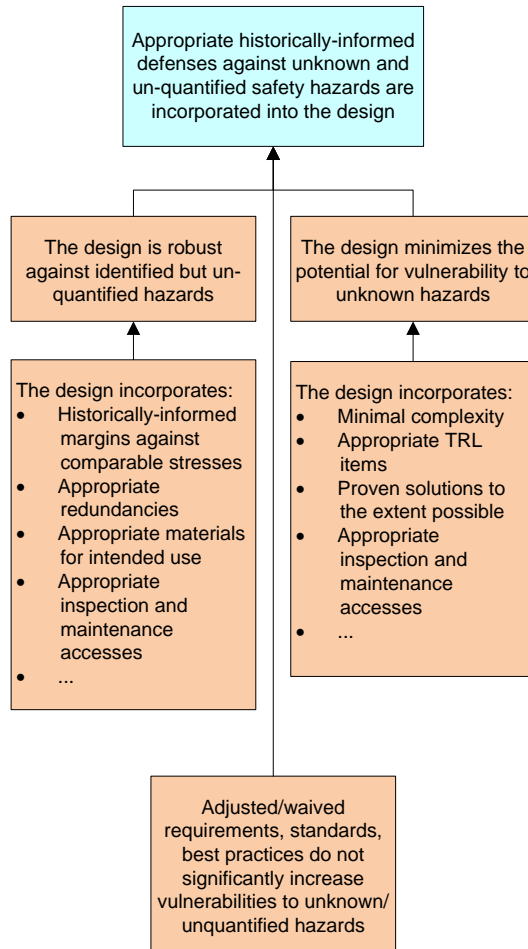 Appropriate historically-informed
defenses against unknown and
un-quantified safety hazards are
incorporated into the design
The design is robust
against identified but un-
quantified hazards
The design minimizes the
potential for vulnerability to
unknown hazards
The design incorporates:
• Historically-informed
margins against
comparable stresses
• Appropriate
redundancies
• Appropriate materials
for intended use
• Appropriate
inspection and
maintenance
accesses
• ...
The design incorporates:
• Minimal complexity
• Appropriate TRL
items
• Proven solutions to
the extent possible
• Appropriate
inspection and
maintenance
accesses
• ...
Adjusted/waived
requirements, standards,
best practices do not
significantly increase
vulnerabilities to unknown/
unquantified hazards